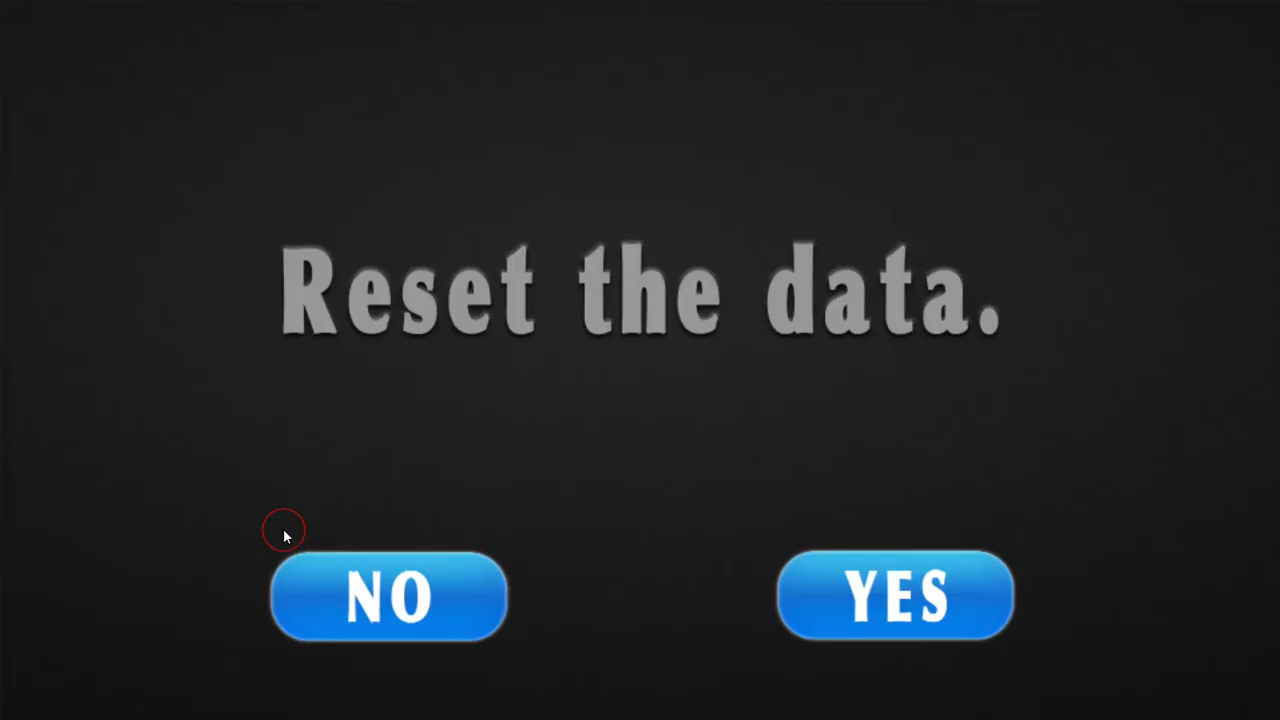 Reset the data.
NO
YES